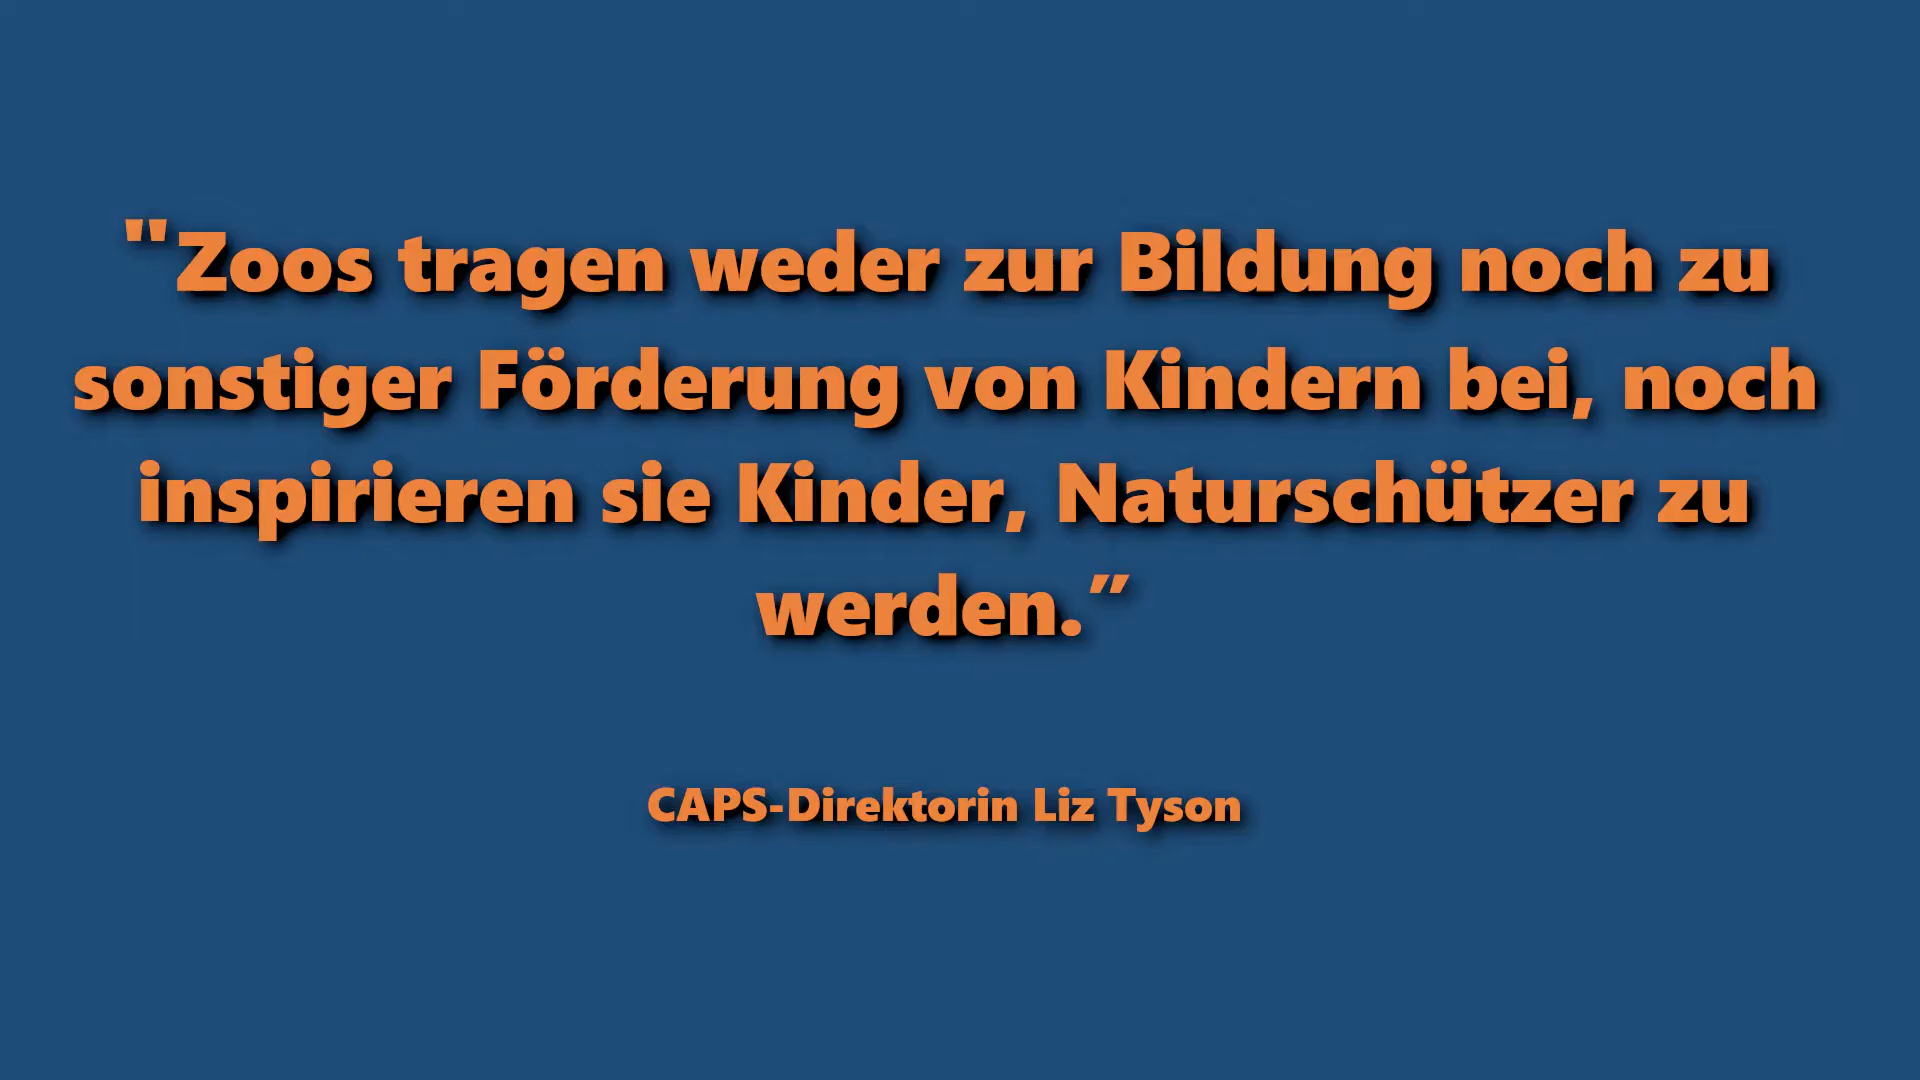 "Zoos tragen weder zur Bildung noch zu
sonstiger Förderung von Kindern bei, noch
inspirieren sie Kinder, Naturschützer zu
werden.”
CAPS-Direktorin Liz Tyson